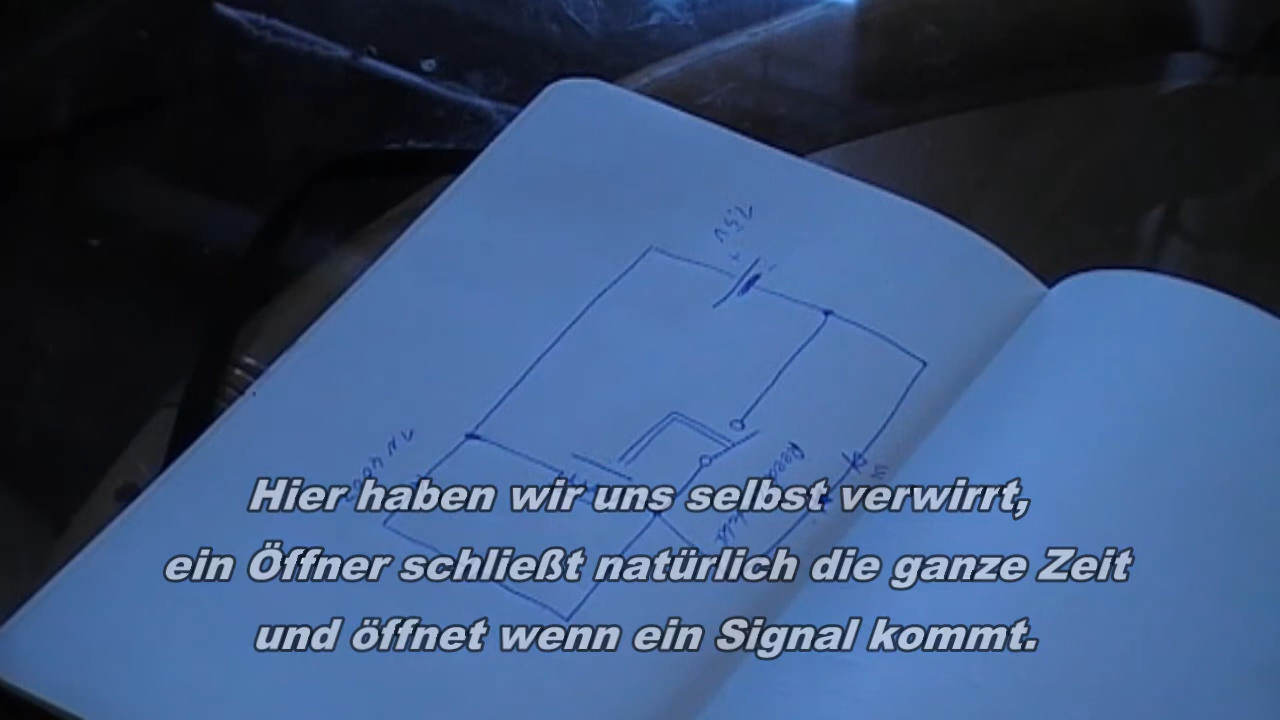 Hier haben wir uns selbst verwirrt,
ein Öffner schließt natürlich die ganze Zeit
und öffnet wenn ein Signal kommt.